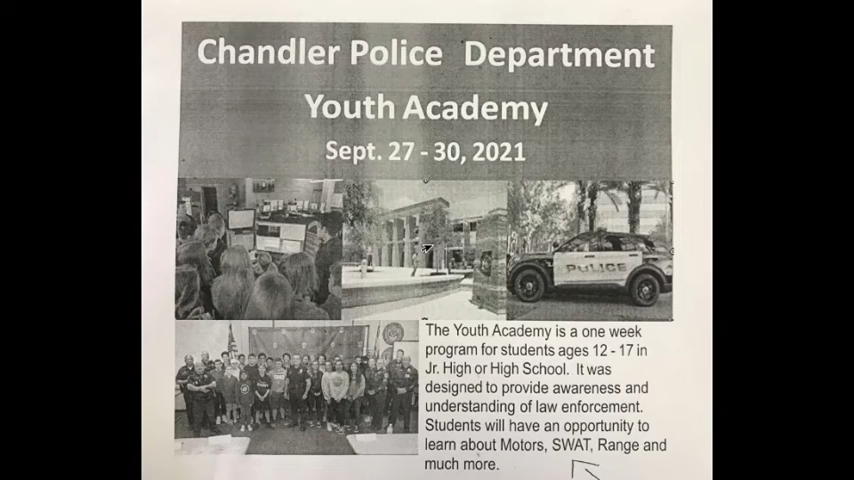 Chandler Police Department
Youth Academy
Sept. 27 - 30, 2021
POLICE
The Youth Academy is a one week
program for students ages 12 - 17 in
Jr. High or High School. It was
designed to provide awareness and
understanding of law enforcement.
Students will have an opportunity to
learn about Motors, SWAT, Range and
much more.